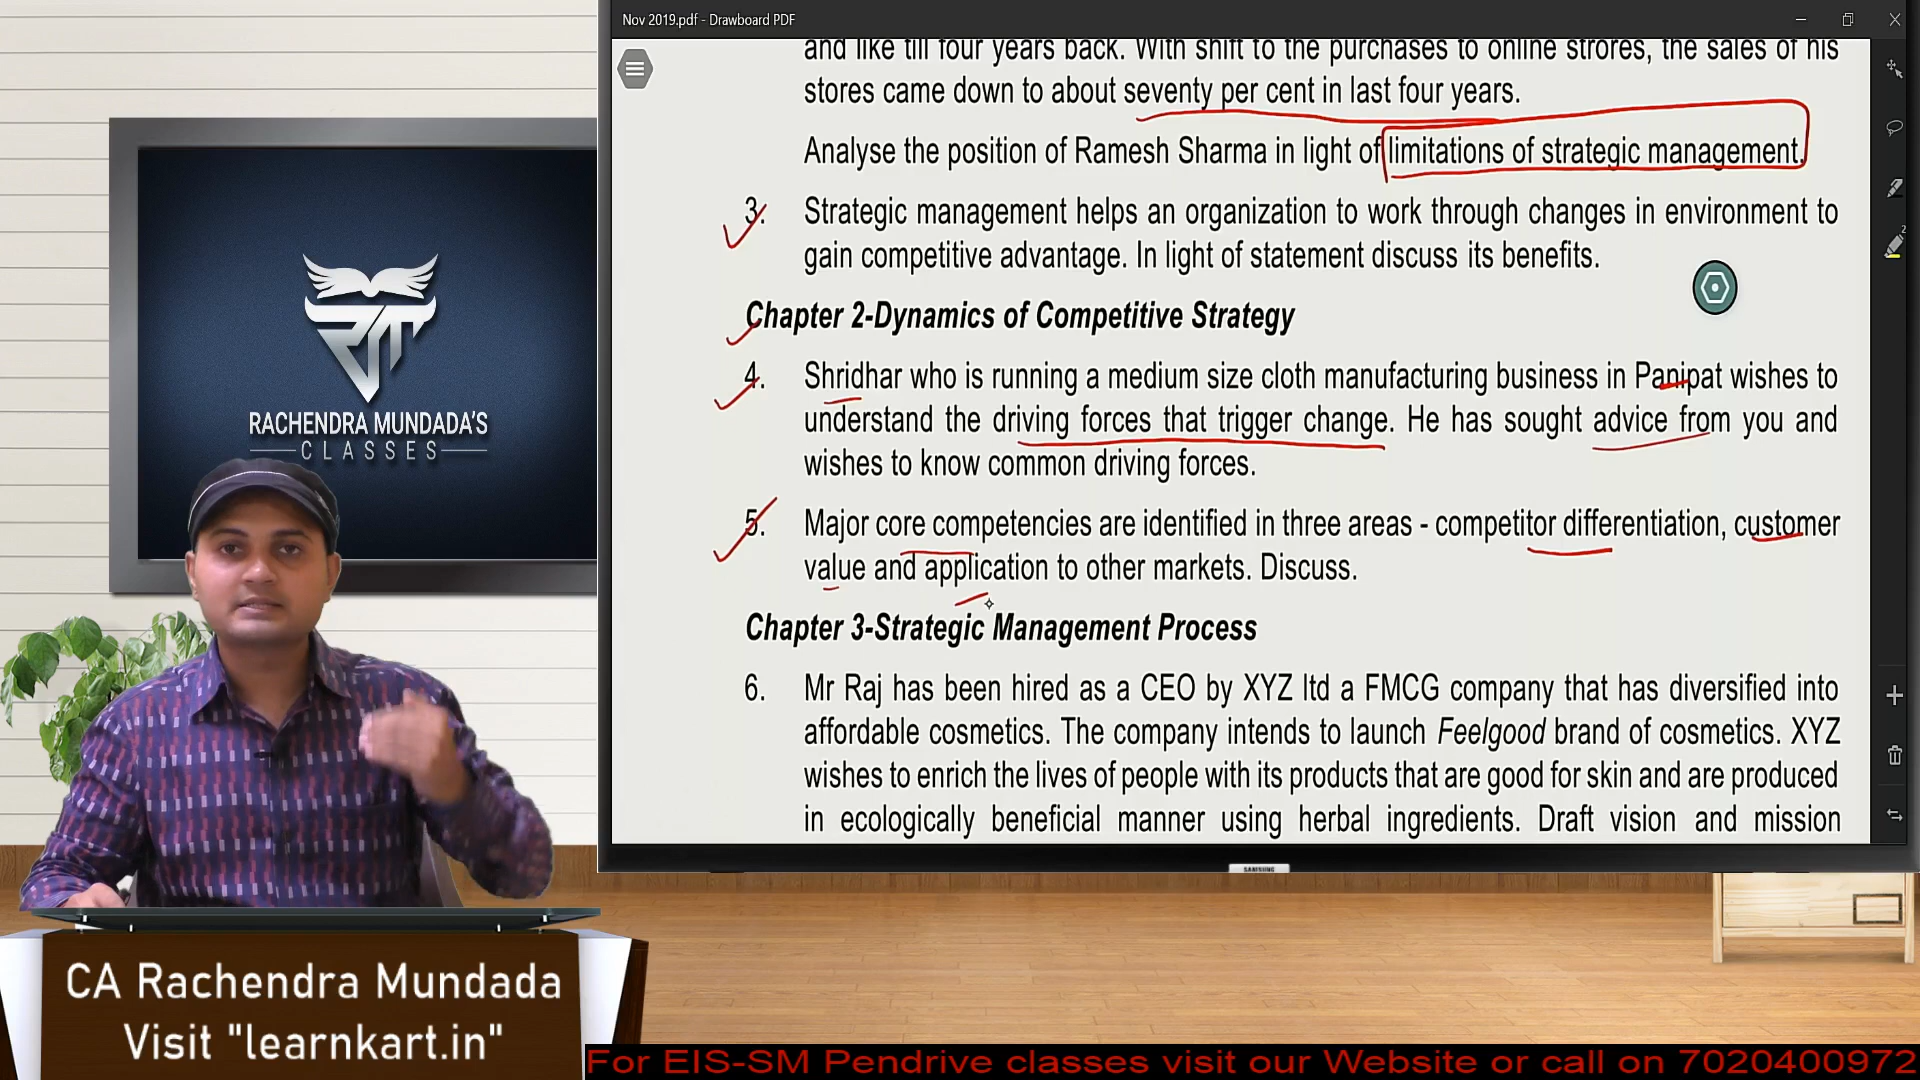 Nov 2019.pdf - Drawboard PDF
and like till four years back. With shift to the purchases to online strores, the sales of his
stores came down to about seventy per cent in last four years.
Analyse the position of Ramesh Sharma in light of limitations of strategic management.
3. Strategic management helps an organization to work through changes in environment to
gain competitive advantage. In light of statement discuss its benefits.
Chapter 2-Dynamics of Competitive Strategy
4. Shridhar who is running a medium size cloth manufacturing business in Panipat wishes to
understand the driving forces that trigger change. He has sought advice from you and
wishes to know common driving forces.
5. Major core competencies are identified in three areas - competitor differentiation, customer
value and application to other markets. Discuss.
Chapter 3-Strategic Management Process
6. Mr Raj has been hired as a CEO by XYZ ltd a FMCG company that has diversified into
affordable cosmetics. The company intends to launch Feelgood brand of cosmetics. XYZ
wishes to enrich the lives of people with its products that are good for skin and are produced
in ecologically beneficial manner using herbal ingredients. Draft vision and mission
2
SAMSUNG
RACHENDRA MUNDADA'S
CLASSES
CA Rachendra Mundada
Visit "learnkart.in"
For EIS-SM Pendrive classes visit our Website or call on 7020400972